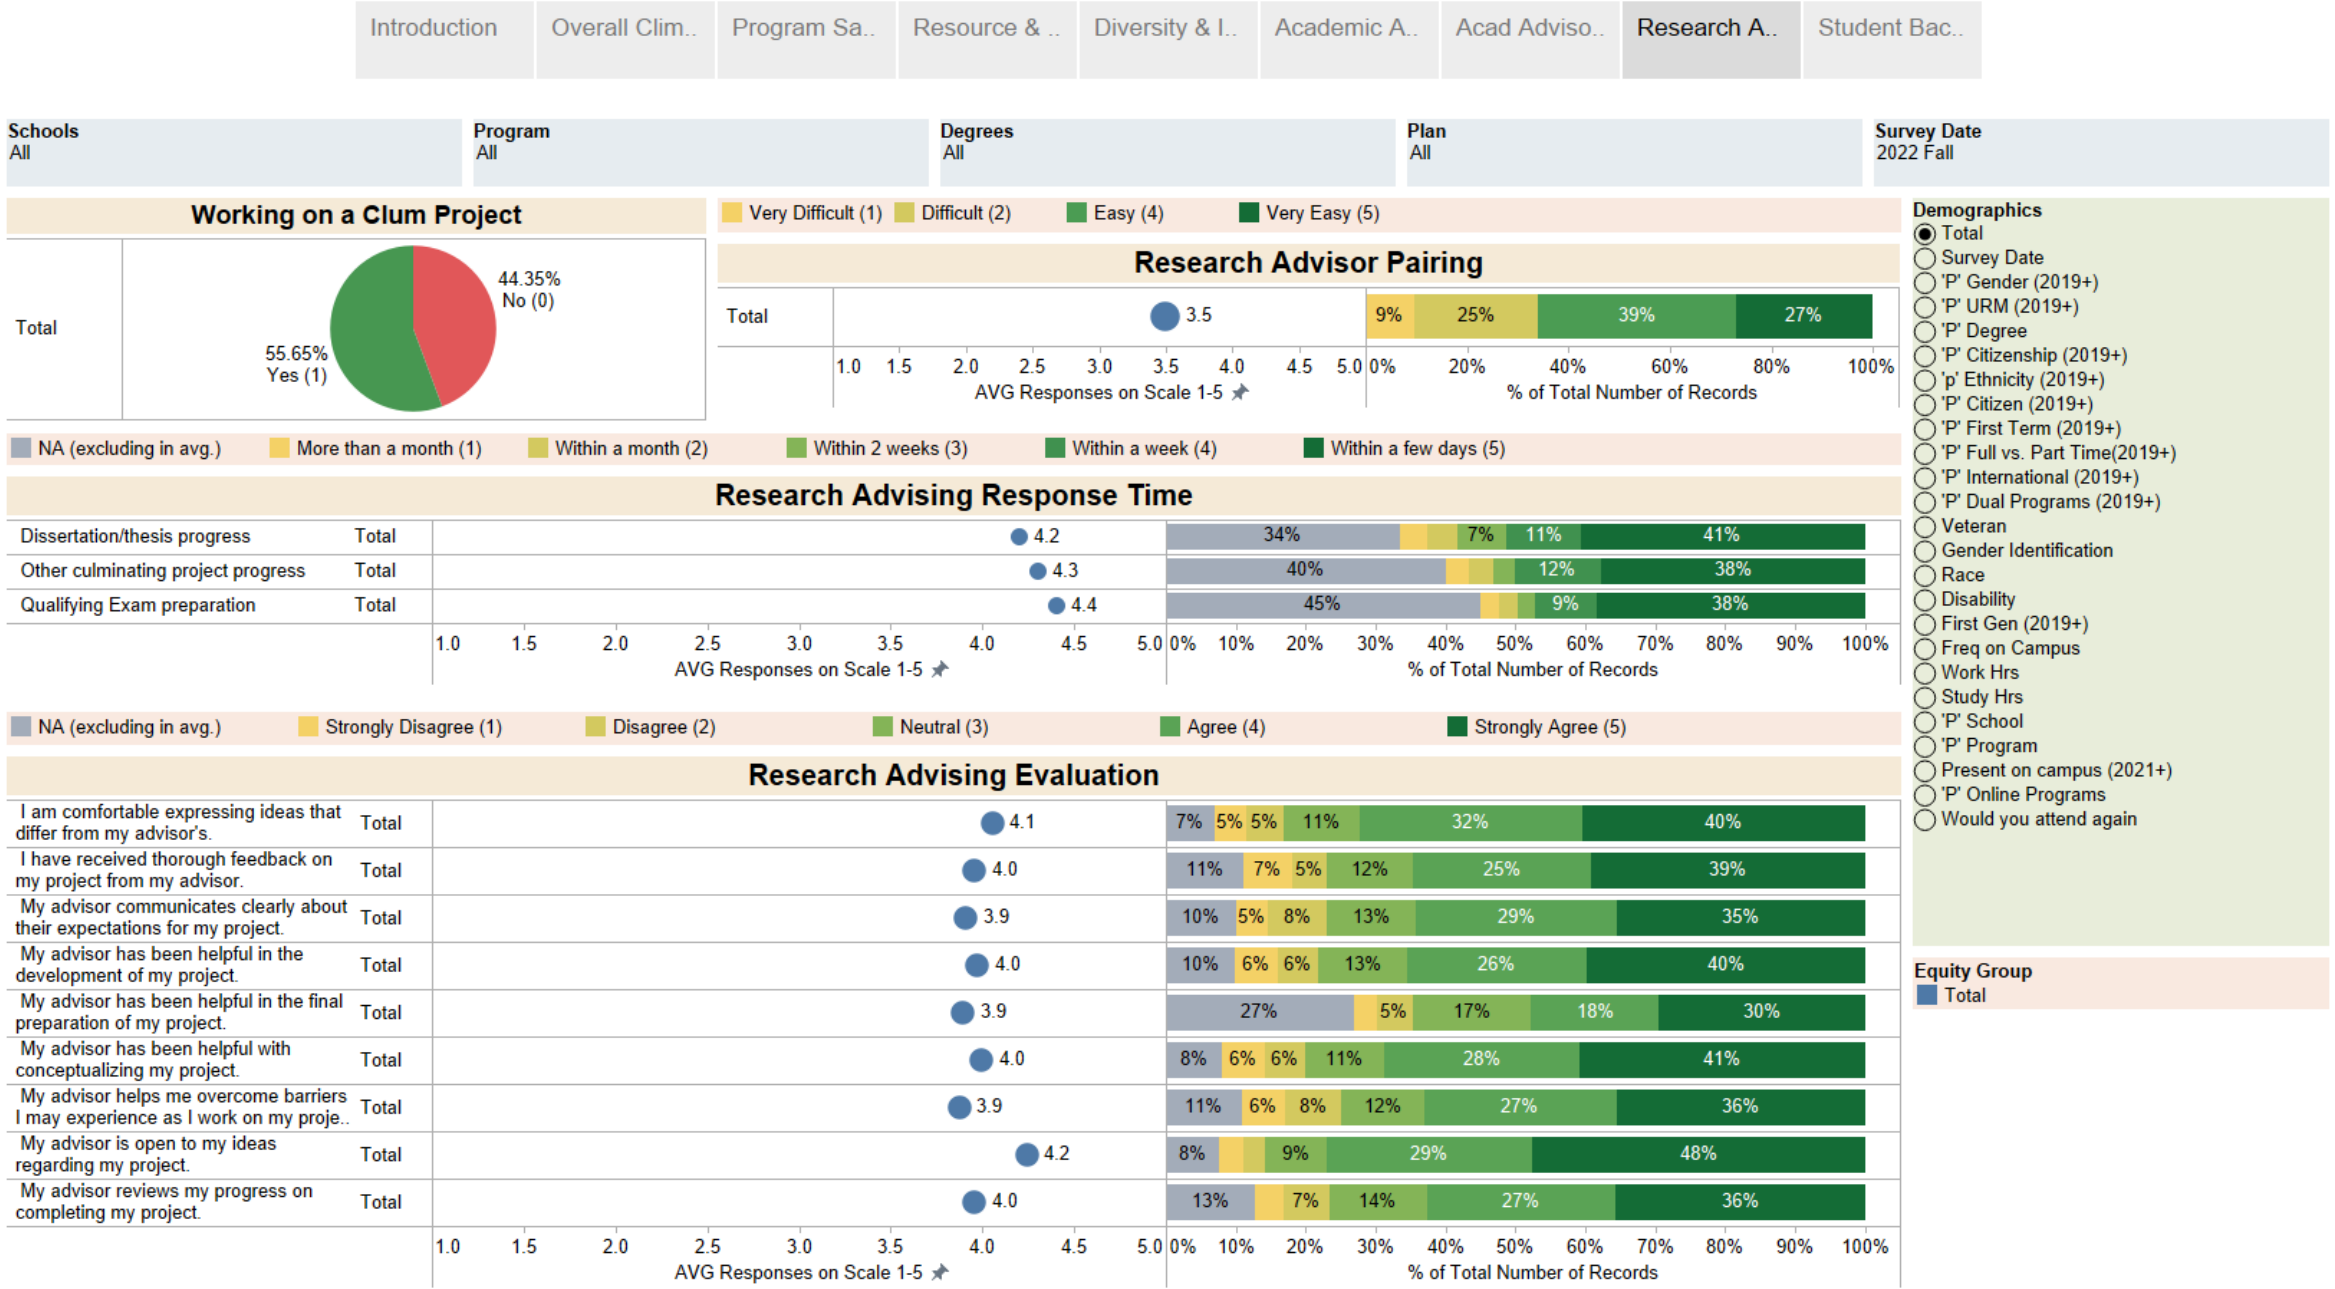 Introduction
Overall Clim..
Program Sa..
Resource & ..
Diversity & I..
Academic A..
Acad Adviso..
Research A..
Student Bac..
Schools
All
Program
All
Degrees
All
Plan
All
Survey Date
2022 Fall
Working on a Clum Project
Total
44.35%
No (0)
55.65%
Yes (1)
Very Difficult (1)
Difficult (2)
Easy (4)
Very Easy (5)
Research Advisor Pairing
Total
3.5
9% 25% 39% 27%
1.0 1.5 2.0 2.5 3.0 3.5 4.0 4.5 5.0
AVG Responses on Scale 1-5
0% 20% 40% 60% 80% 100%
% of Total Number of Records
NA (excluding in avg.)
More than a month (1)
Within a month (2)
Within 2 weeks (3)
Within a week (4)
Within a few days (5)
Research Advising Response Time
Dissertation/thesis progress Total 4.2 34% 7% 11% 41%
Other culminating project progress Total 4.3 40% 12% 38%
Qualifying Exam preparation Total 4.4 45% 9% 38%
1.0 1.5 2.0 2.5 3.0 3.5 4.0 4.5 5.0
AVG Responses on Scale 1-5
0% 10% 20% 30% 40% 50% 60% 70% 80% 90% 100%
% of Total Number of Records
NA (excluding in avg.)
Strongly Disagree (1)
Disagree (2)
Neutral (3)
Agree (4)
Strongly Agree (5)
Research Advising Evaluation
I am comfortable expressing ideas that
differ from my advisor's.
Total 4.1 7% 5% 5% 11% 32% 40%
I have received thorough feedback on
my project from my advisor.
Total 4.0 11% 7% 5% 12% 25% 39%
My advisor communicates clearly about
their expectations for my project.
Total 3.9 10% 5% 8% 13% 29% 35%
My advisor has been helpful in the
development of my project.
Total 4.0 10% 6% 6% 13% 26% 40%
My advisor has been helpful in the final
preparation of my project.
Total 3.9 27% 5% 17% 18% 30%
My advisor has been helpful with
conceptualizing my project.
Total 4.0 8% 6% 6% 11% 28% 41%
My advisor helps me overcome barriers
I may experience as I work on my proje..
Total 3.9 11% 6% 8% 12% 27% 36%
My advisor is open to my ideas
regarding my project.
Total 4.2 8% 9% 29% 48%
My advisor reviews my progress on
completing my project.
Total 4.0 13% 7% 14% 27% 36%
1.0 1.5 2.0 2.5 3.0 3.5 4.0 4.5 5.0
AVG Responses on Scale 1-5
0% 10% 20% 30% 40% 50% 60% 70% 80% 90% 100%
% of Total Number of Records
Demographics
Total
Survey Date
'P' Gender (2019+)
'P' URM (2019+)
'P' Degree
'P' Citizenship (2019+)
'p' Ethnicity (2019+)
'P' Citizen (2019+)
'P' First Term (2019+)
'P' Full vs. Part Time(2019+)
'P' International (2019+)
'P' Dual Programs (2019+)
Veteran
Gender Identification
Race
Disability
First Gen (2019+)
Freq on Campus
Work Hrs
Study Hrs
'P' School
'P' Program
Present on campus (2021+)
'P' Online Programs
Would you attend again
Equity Group
Total